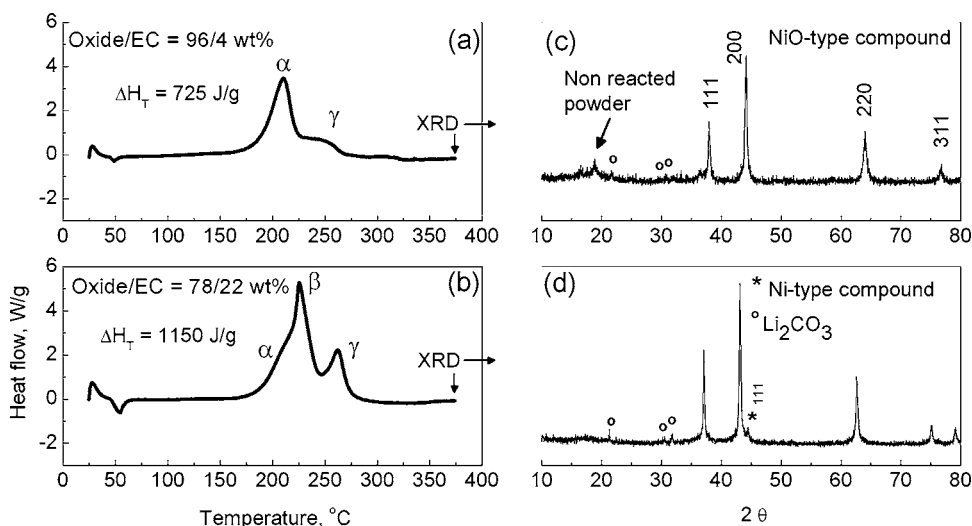 Oxide/EC = 96/4 wt%
(a)
ΔH_T = 725 J/g
α
γ
XRD
6
4
2
0
-2
0 50 100 150 200 250 300 350 400
(c)
NiO-type compound
Non reacted
powder
o
o o
111
200
220
311
10 20 30 40 50 60 70 80
Oxide/EC = 78/22 wt%
(b)
ΔH_T = 1150 J/g
α
β
γ
XRD
6
4
2
0
-2
0 50 100 150 200 250 300 350 400
Heat flow, W/g
Temperature, °C
(d)
* Ni-type compound
o Li₂CO₃
o
o o
* 111
10 20 30 40 50 60 70 80
2 θ